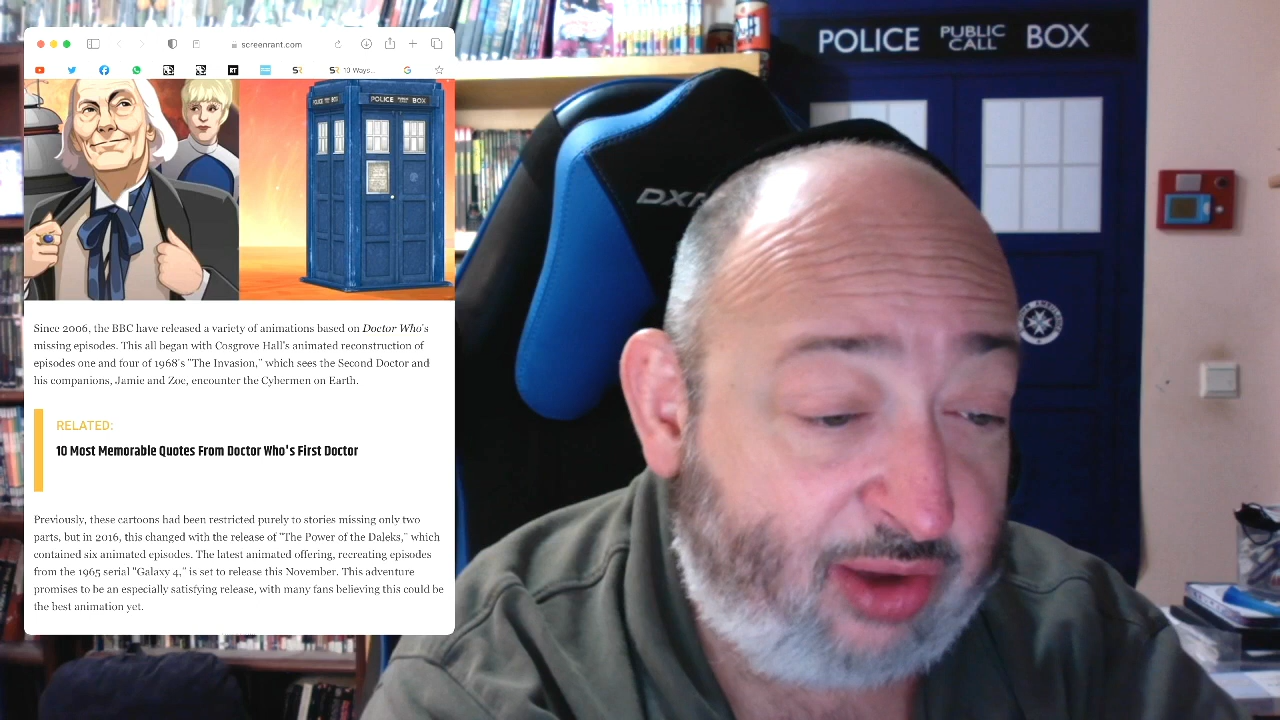 screenrant.com
10 Ways...
POLICE BOX
POLICE PUBLIC CALL BOX
Since 2006, the BBC have released a variety of animations based on Doctor Who's
missing episodes. This all began with Cosgrove Hall's animated reconstruction of
episodes one and four of 1968's "The Invasion," which sees the Second Doctor and
his companions, Jamie and Zoe, encounter the Cybermen on Earth.
RELATED:
10 Most Memorable Quotes From Doctor Who's First Doctor
Previously, these cartoons had been restricted purely to stories missing only two
parts, but in 2016, this changed with the release of "The Power of the Daleks," which
contained six animated episodes. The latest animated offering, recreating episodes
from the 1965 serial "Galaxy 4," is set to release this November. This adventure
promises to be an especially satisfying release, with many fans believing this could be
the best animation yet.
POLICE PUBLIC CALL BOX